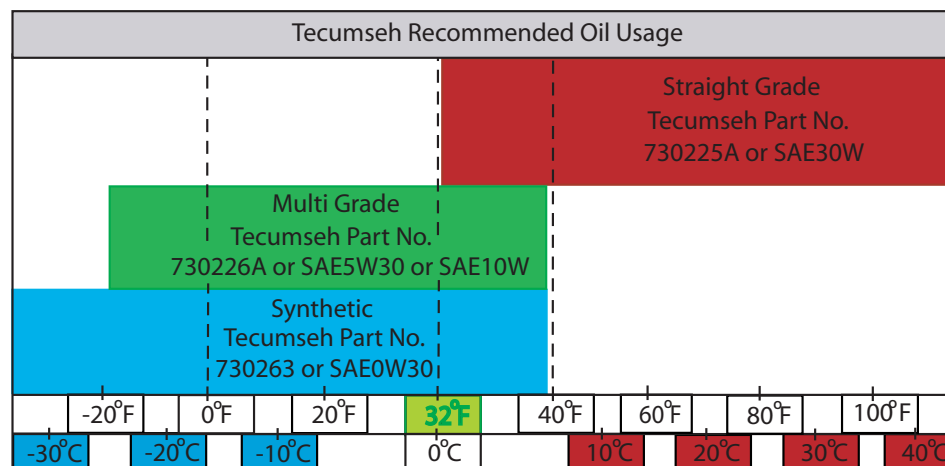 Tecumseh Recommended Oil Usage
Straight Grade
Tecumseh Part No.
730225A or SAE30W
Multi Grade
Tecumseh Part No.
730226A or SAE5W30 or SAE10W
Synthetic
Tecumseh Part No.
730263 or SAE0W30
-20°F 0°F 20°F 32°F 40°F 60°F 80°F 100°F
-30°C -20°C -10°C 0°C 10°C 20°C 30°C 40°C